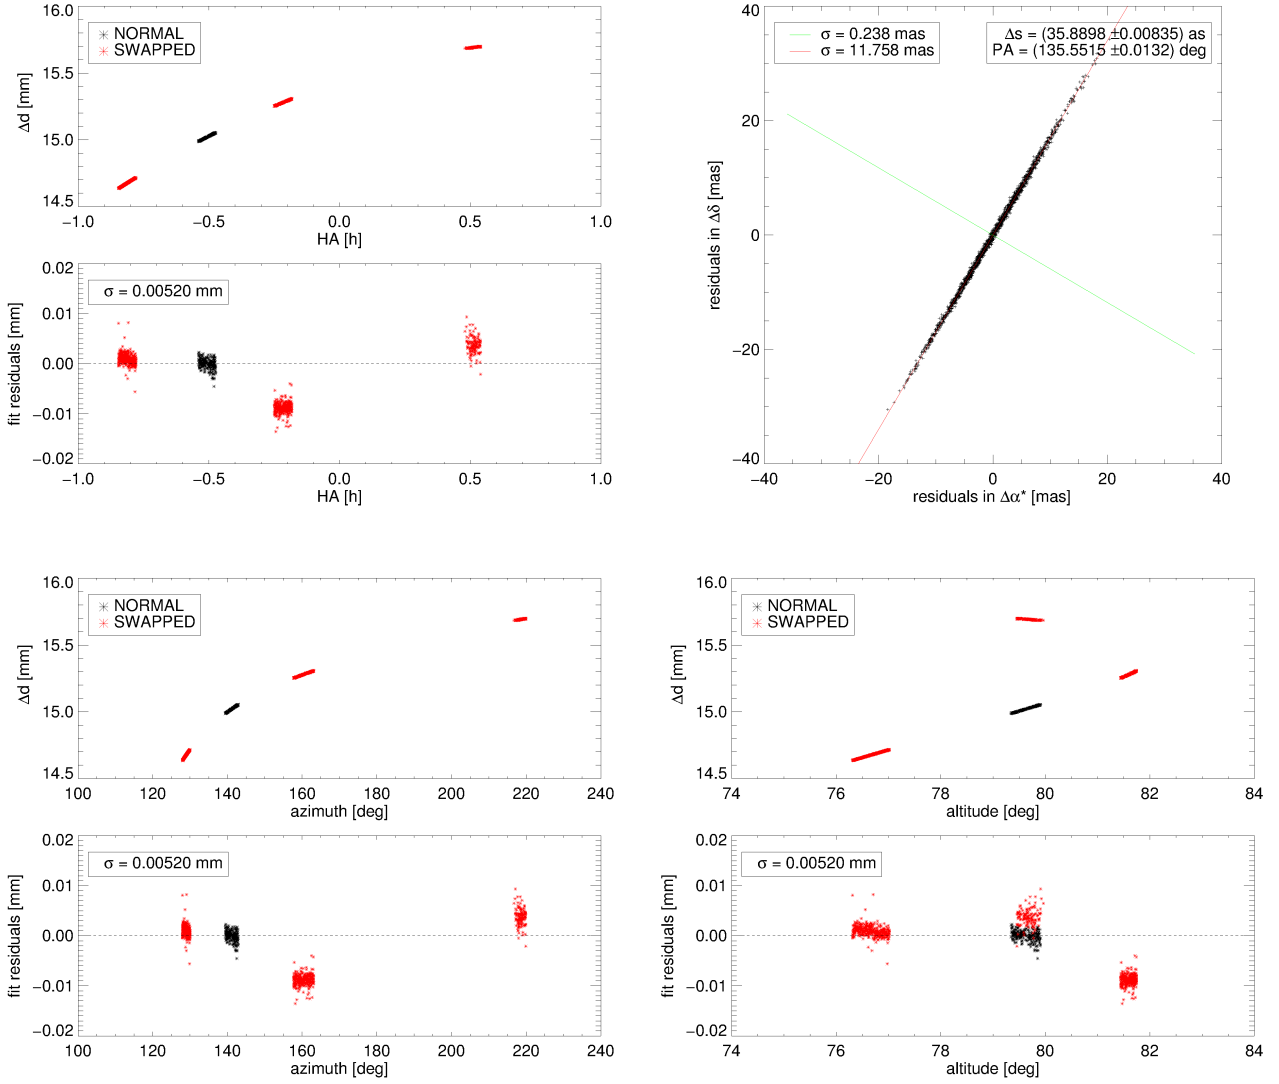 16.0
15.5
15.0
14.5
Δd [mm]
NORMAL
SWAPPED
−1.0 −0.5 0.0 0.5 1.0
HA [h]
0.02
0.01
0.00
−0.01
−0.02
fit residuals [mm]
σ = 0.00520 mm
−1.0 −0.5 0.0 0.5 1.0
HA [h]
40
20
0
−20
−40
residuals in Δδ [mas]
σ = 0.238 mas
σ = 11.758 mas
Δs = (35.8898 ±0.00835) as
PA = (135.5515 ±0.0132) deg
−40 −20 0 20 40
residuals in Δα* [mas]
16.0
15.5
15.0
14.5
Δd [mm]
NORMAL
SWAPPED
100 120 140 160 180 200 220 240
azimuth [deg]
16.0
15.5
15.0
14.5
Δd [mm]
NORMAL
SWAPPED
74 76 78 80 82 84
altitude [deg]
0.02
0.01
0.00
−0.01
−0.02
fit residuals [mm]
σ = 0.00520 mm
100 120 140 160 180 200 220 240
azimuth [deg]
0.02
0.01
0.00
−0.01
−0.02
fit residuals [mm]
σ = 0.00520 mm
74 76 78 80 82 84
altitude [deg]